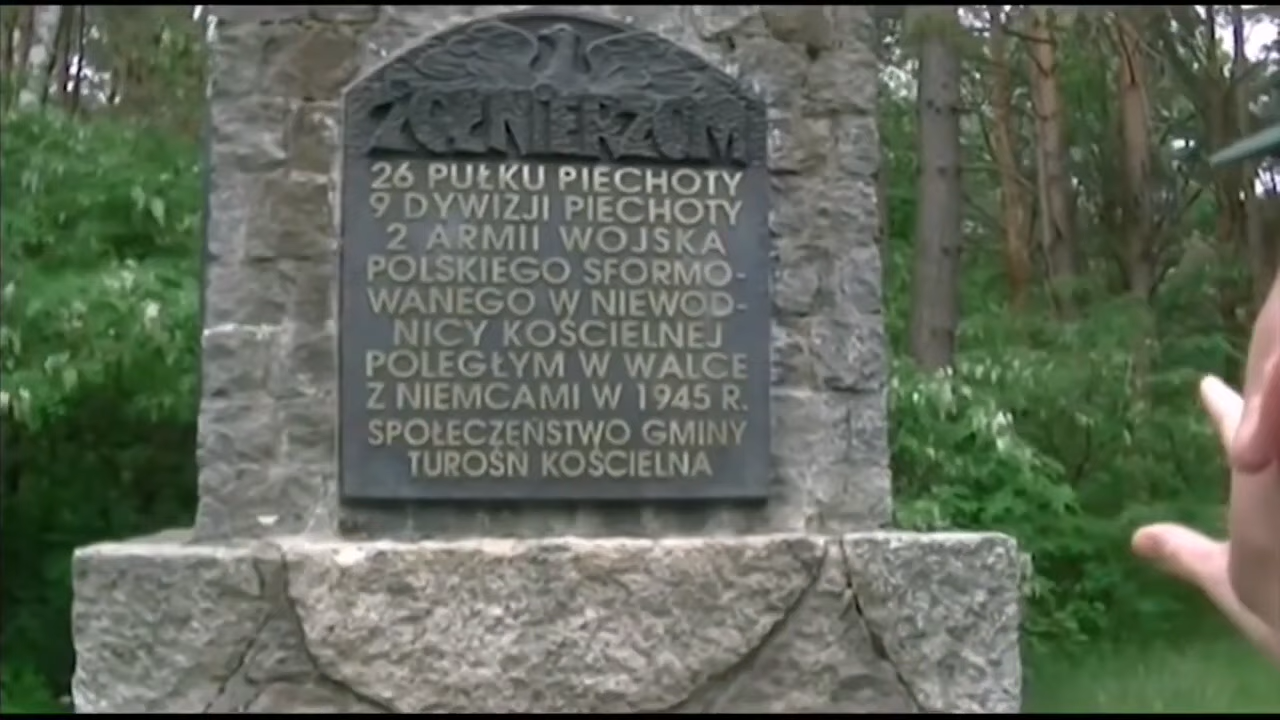 ŻOŁNIERZOM
26 PUŁKU PIECHOTY
9 DYWIZJI PIECHOTY
2 ARMII WOJSKA
POLSKIEGO SFORMO-
WANEGO W NIEWOD-
NICY KOŚCIELNEJ
POLEGŁYM W WALCE
Z NIEMCAMI W 1945 R.
SPOŁECZEŃSTWO GMINY
TUROŚŃ KOŚCIELNA